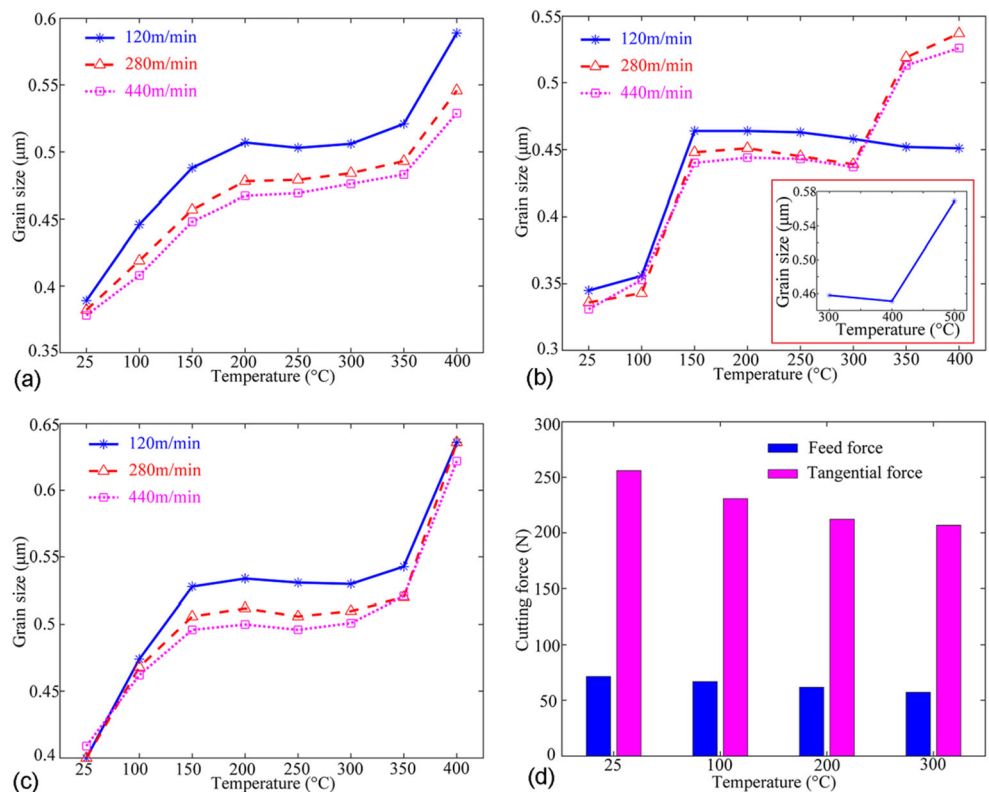 0.6
0.55
0.5
0.45
0.4
0.35
120m/min
280m/min
440m/min
Grain size (μm)
25 100 150 200 250 300 350 400
Temperature (°C)
(a)
0.55
0.5
0.45
0.4
0.35
0.3
120m/min
280m/min
440m/min
Grain size (μm)
0.58
0.54
0.50
0.46
Grain size (μm)
300 400 500
Temperature (°C)
25 100 150 200 250 300 350 400
Temperature (°C)
(b)
0.65
0.6
0.55
0.5
0.45
0.4
120m/min
280m/min
440m/min
Grain size (μm)
25 100 150 200 250 300 350 400
Temperature (°C)
(c)
300
250
200
150
100
50
0
Feed force
Tangential force
Cutting force (N)
25 100 200 300
Temperature (°C)
(d)